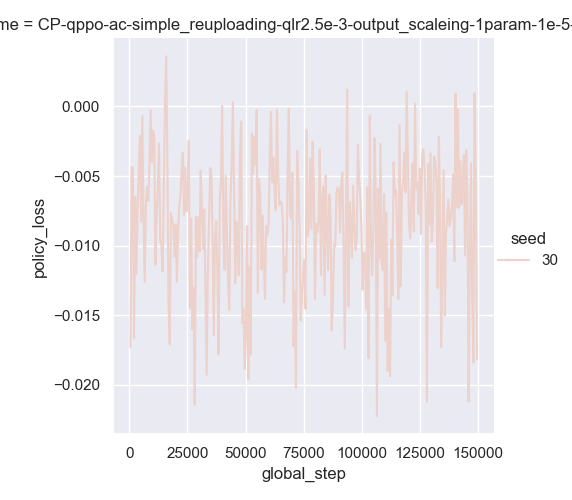 me = CP-qppo-ac-simple_reuploading-qlr2.5e-3-output_scaleing-1param-1e-5-
0.000
−0.005
−0.010
−0.015
−0.020
policy_loss
0 25000 50000 75000 100000 125000 150000
global_step
seed
30